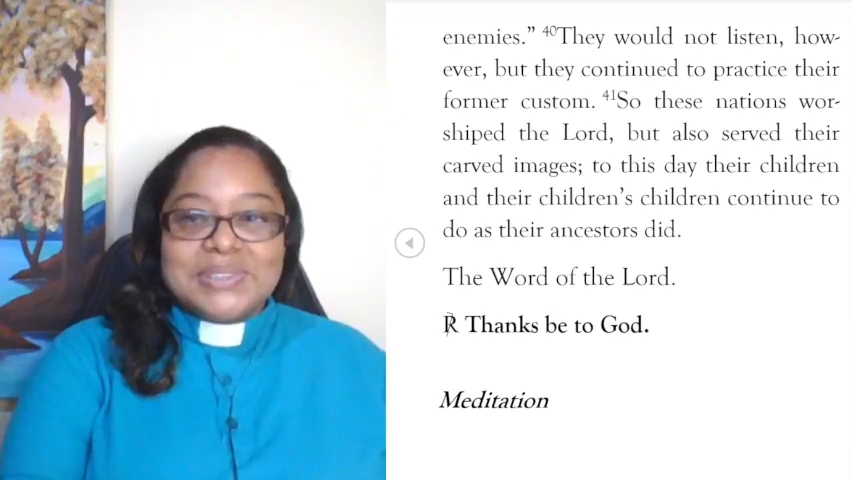 enemies.” ⁴⁰They would not listen, how-
ever, but they continued to practice their
former custom. ⁴¹So these nations wor-
shiped the Lord, but also served their
carved images; to this day their children
and their children’s children continue to
do as their ancestors did.
The Word of the Lord.
℟ Thanks be to God.
Meditation